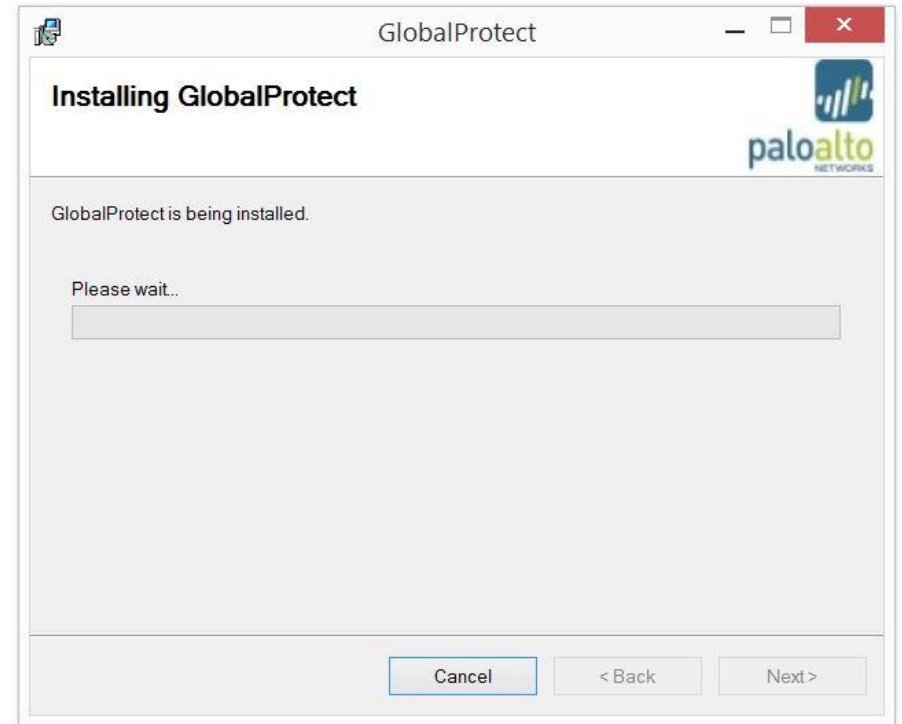 GlobalProtect
Installing GlobalProtect
paloalto
NETWORKS
GlobalProtect is being installed.
Please wait...
Cancel
< Back
Next >